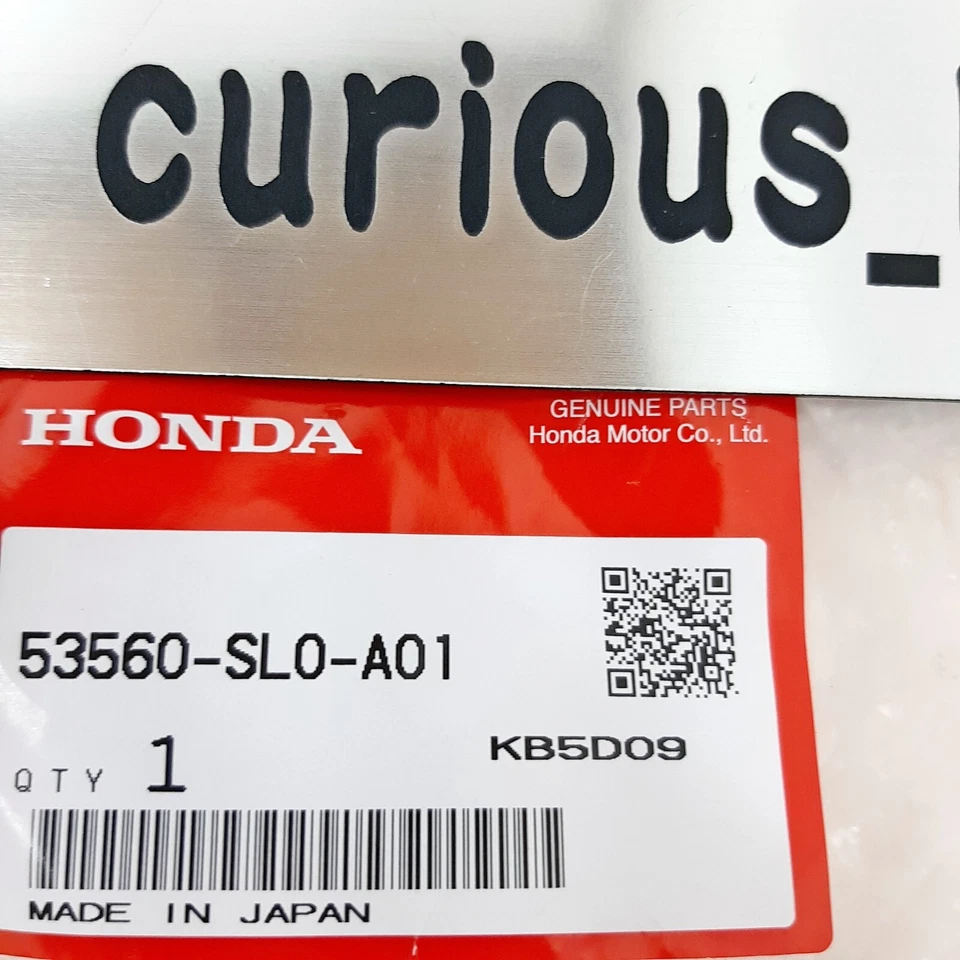 curious_
HONDA
GENUINE PARTS
Honda Motor Co., Ltd.
53560-SL0-A01
QTY 1
KB5D09
MADE IN JAPAN